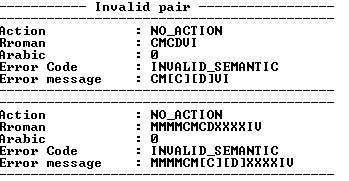 ---------- Invalid pair ------------------------
Action : NO_ACTION
Rroman : CMCDVI
Arabic : 0
Error Code : INVALID_SEMANTIC
Error message : CM[C][D]VI
Action : NO_ACTION
Rroman : MMMMCMCDXXXXIV
Arabic : 0
Error Code : INVALID_SEMANTIC
Error message : MMMMCM[C][D]XXXXIV